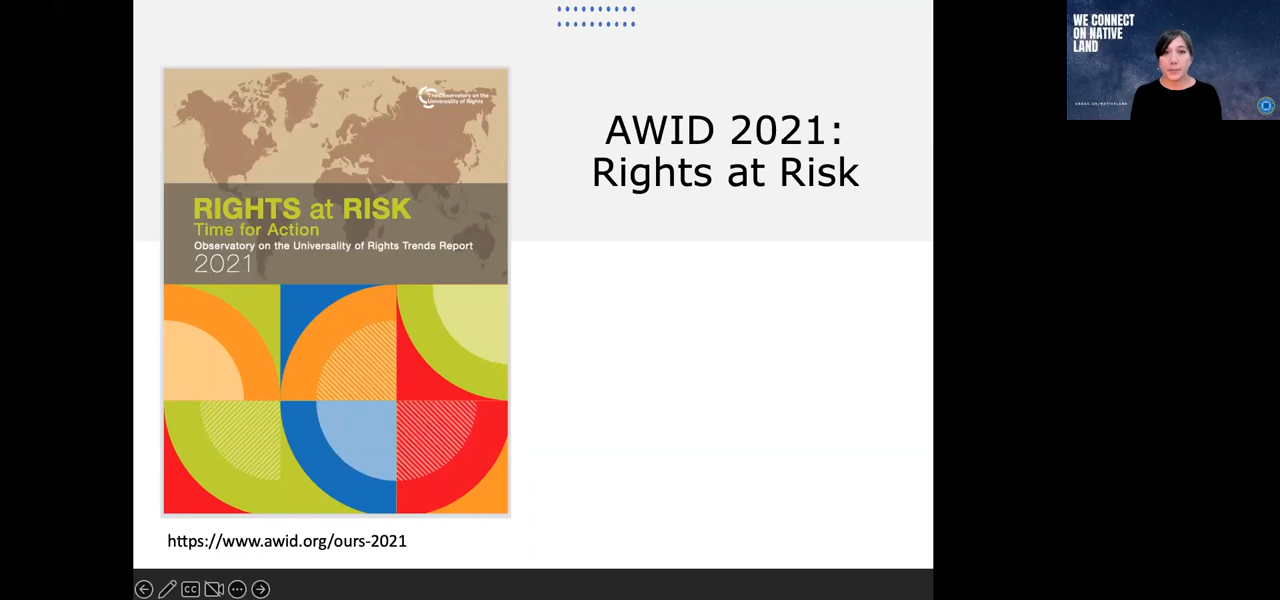 AWID 2021:
Rights at Risk
The Observatory on the
Universality of Rights
RIGHTS at RISK
Time for Action
Observatory on the Universality of Rights Trends Report
2021
https://www.awid.org/ours-2021
CC
WE CONNECT
ON NATIVE
LAND